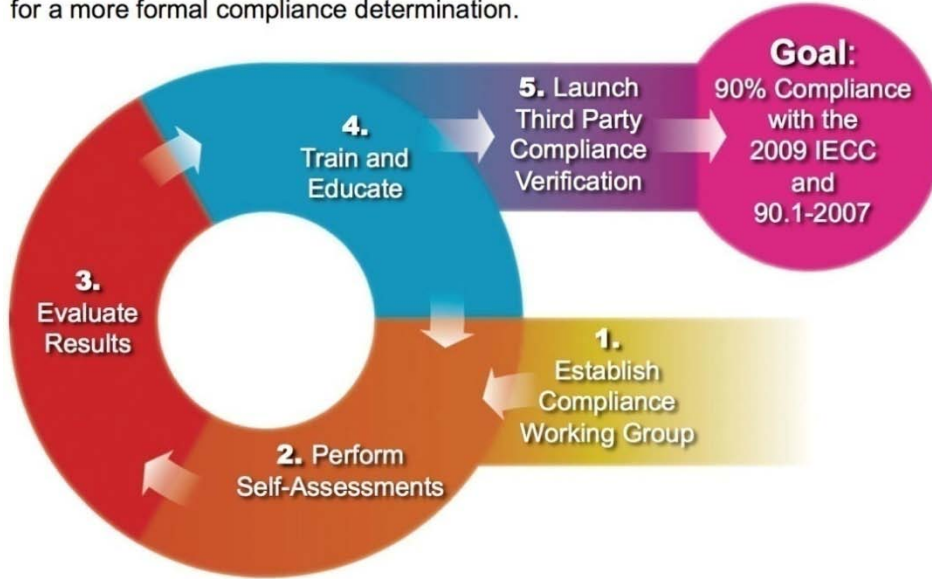 for a more formal compliance determination.
1.
Establish
Compliance
Working Group
2. Perform
Self-Assessments
3.
Evaluate
Results
4.
Train and
Educate
5. Launch
Third Party
Compliance
Verification
Goal:
90% Compliance
with the
2009 IECC
and
90.1-2007